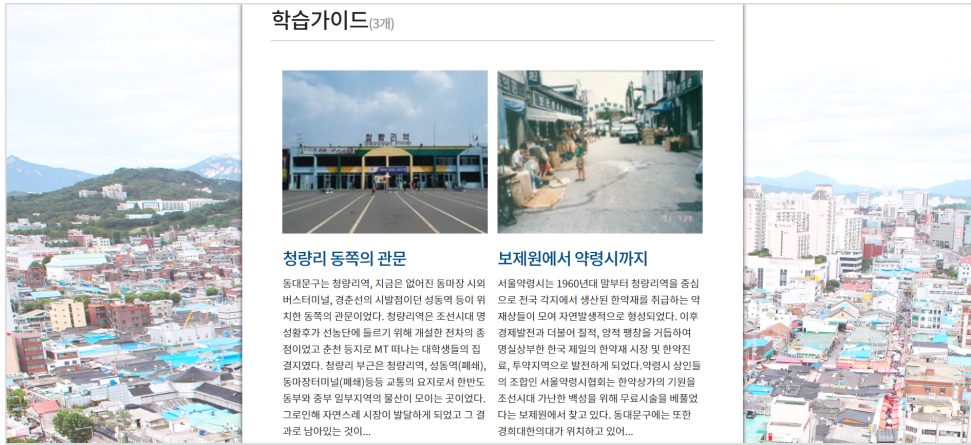 학습가이드(3개)
청량리역
청량리 동쪽의 관문
동대문구는 청량리역, 지금은 없어진 동마장 시외
버스터미널, 경춘선의 시발점이던 성동역 등이 위
치한 동쪽의 관문이었다. 청량리역은 조선시대 명
성황후가 선농단에 들르기 위해 개설한 전차의 종
점이었고 춘천 등지로 MT 떠나는 대학생들의 집
결지였다. 청량리 부근은 청량리역, 성동역(폐쇄),
동마장터미널(폐쇄)등등 교통의 요지로서 한반도
동부와 중부 일부지역의 물산이 모이는 곳이었다.
그로인해 자연스레 시장이 발달하게 되었고 그 결
과로 남아있는 것이...
보제원에서 약령시까지
서울약령시는 1960년대 말부터 청량리역을 중심
으로 전국 각지에서 생산된 한약재를 취급하는 약
재상들이 모여 자연발생적으로 형성되었다. 이후
경제발전과 더불어 질적, 양적 팽창을 거듭하여
명실상부한 한국 제일의 한약재 시장 및 한약진
료, 투약지역으로 발전하게 되었다.약령시 상인들
의 조합인 서울약령시협회는 한약상가의 기원을
조선시대 가난한 백성을 위해 무료시술을 베풀었
다는 보제원에서 찾고 있다. 동대문구에는 또한
경희대한의대가 위치하고 있어...